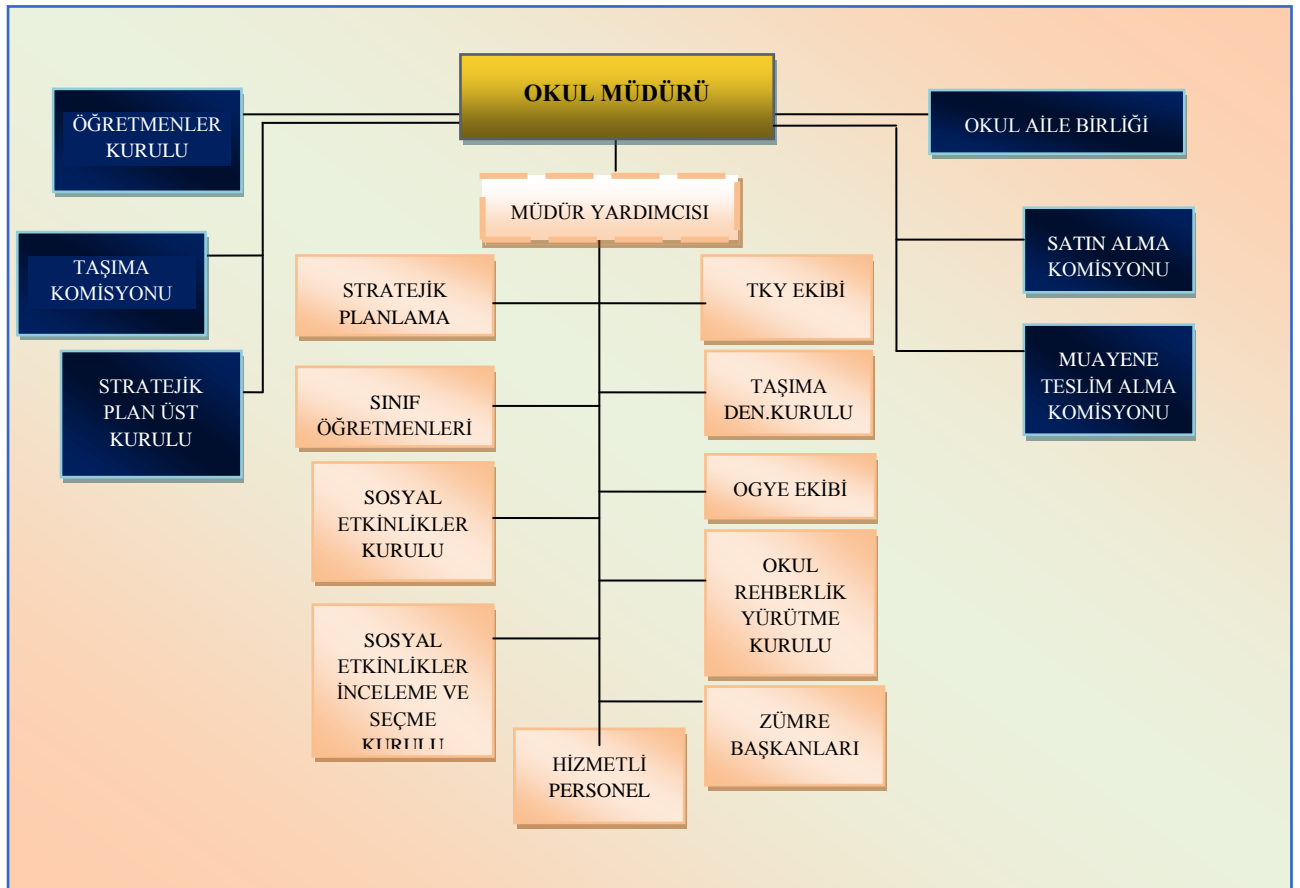 OKUL MÜDÜRÜ
ÖĞRETMENLER
KURULU
OKUL AİLE BİRLİĞİ
MÜDÜR YARDIMCISI
TAŞIMA
KOMİSYONU
SATIN ALMA
KOMİSYONU
STRATEJİK
PLANLAMA
TKY EKİBİ
STRATEJİK
PLAN ÜST
KURULU
MUAYENE
TESLİM ALMA
KOMİSYONU
SINIF
ÖĞRETMENLERİ
TAŞIMA
DEN.KURULU
SOSYAL
ETKİNLİKLER
KURULU
OGYE EKİBİ
OKUL
REHBERLİK
YÜRÜTME
KURULU
SOSYAL
ETKİNLİKLER
İNCELEME VE
SEÇME
KURULU
ZÜMRE
BAŞKANLARI
HİZMETLİ
PERSONEL